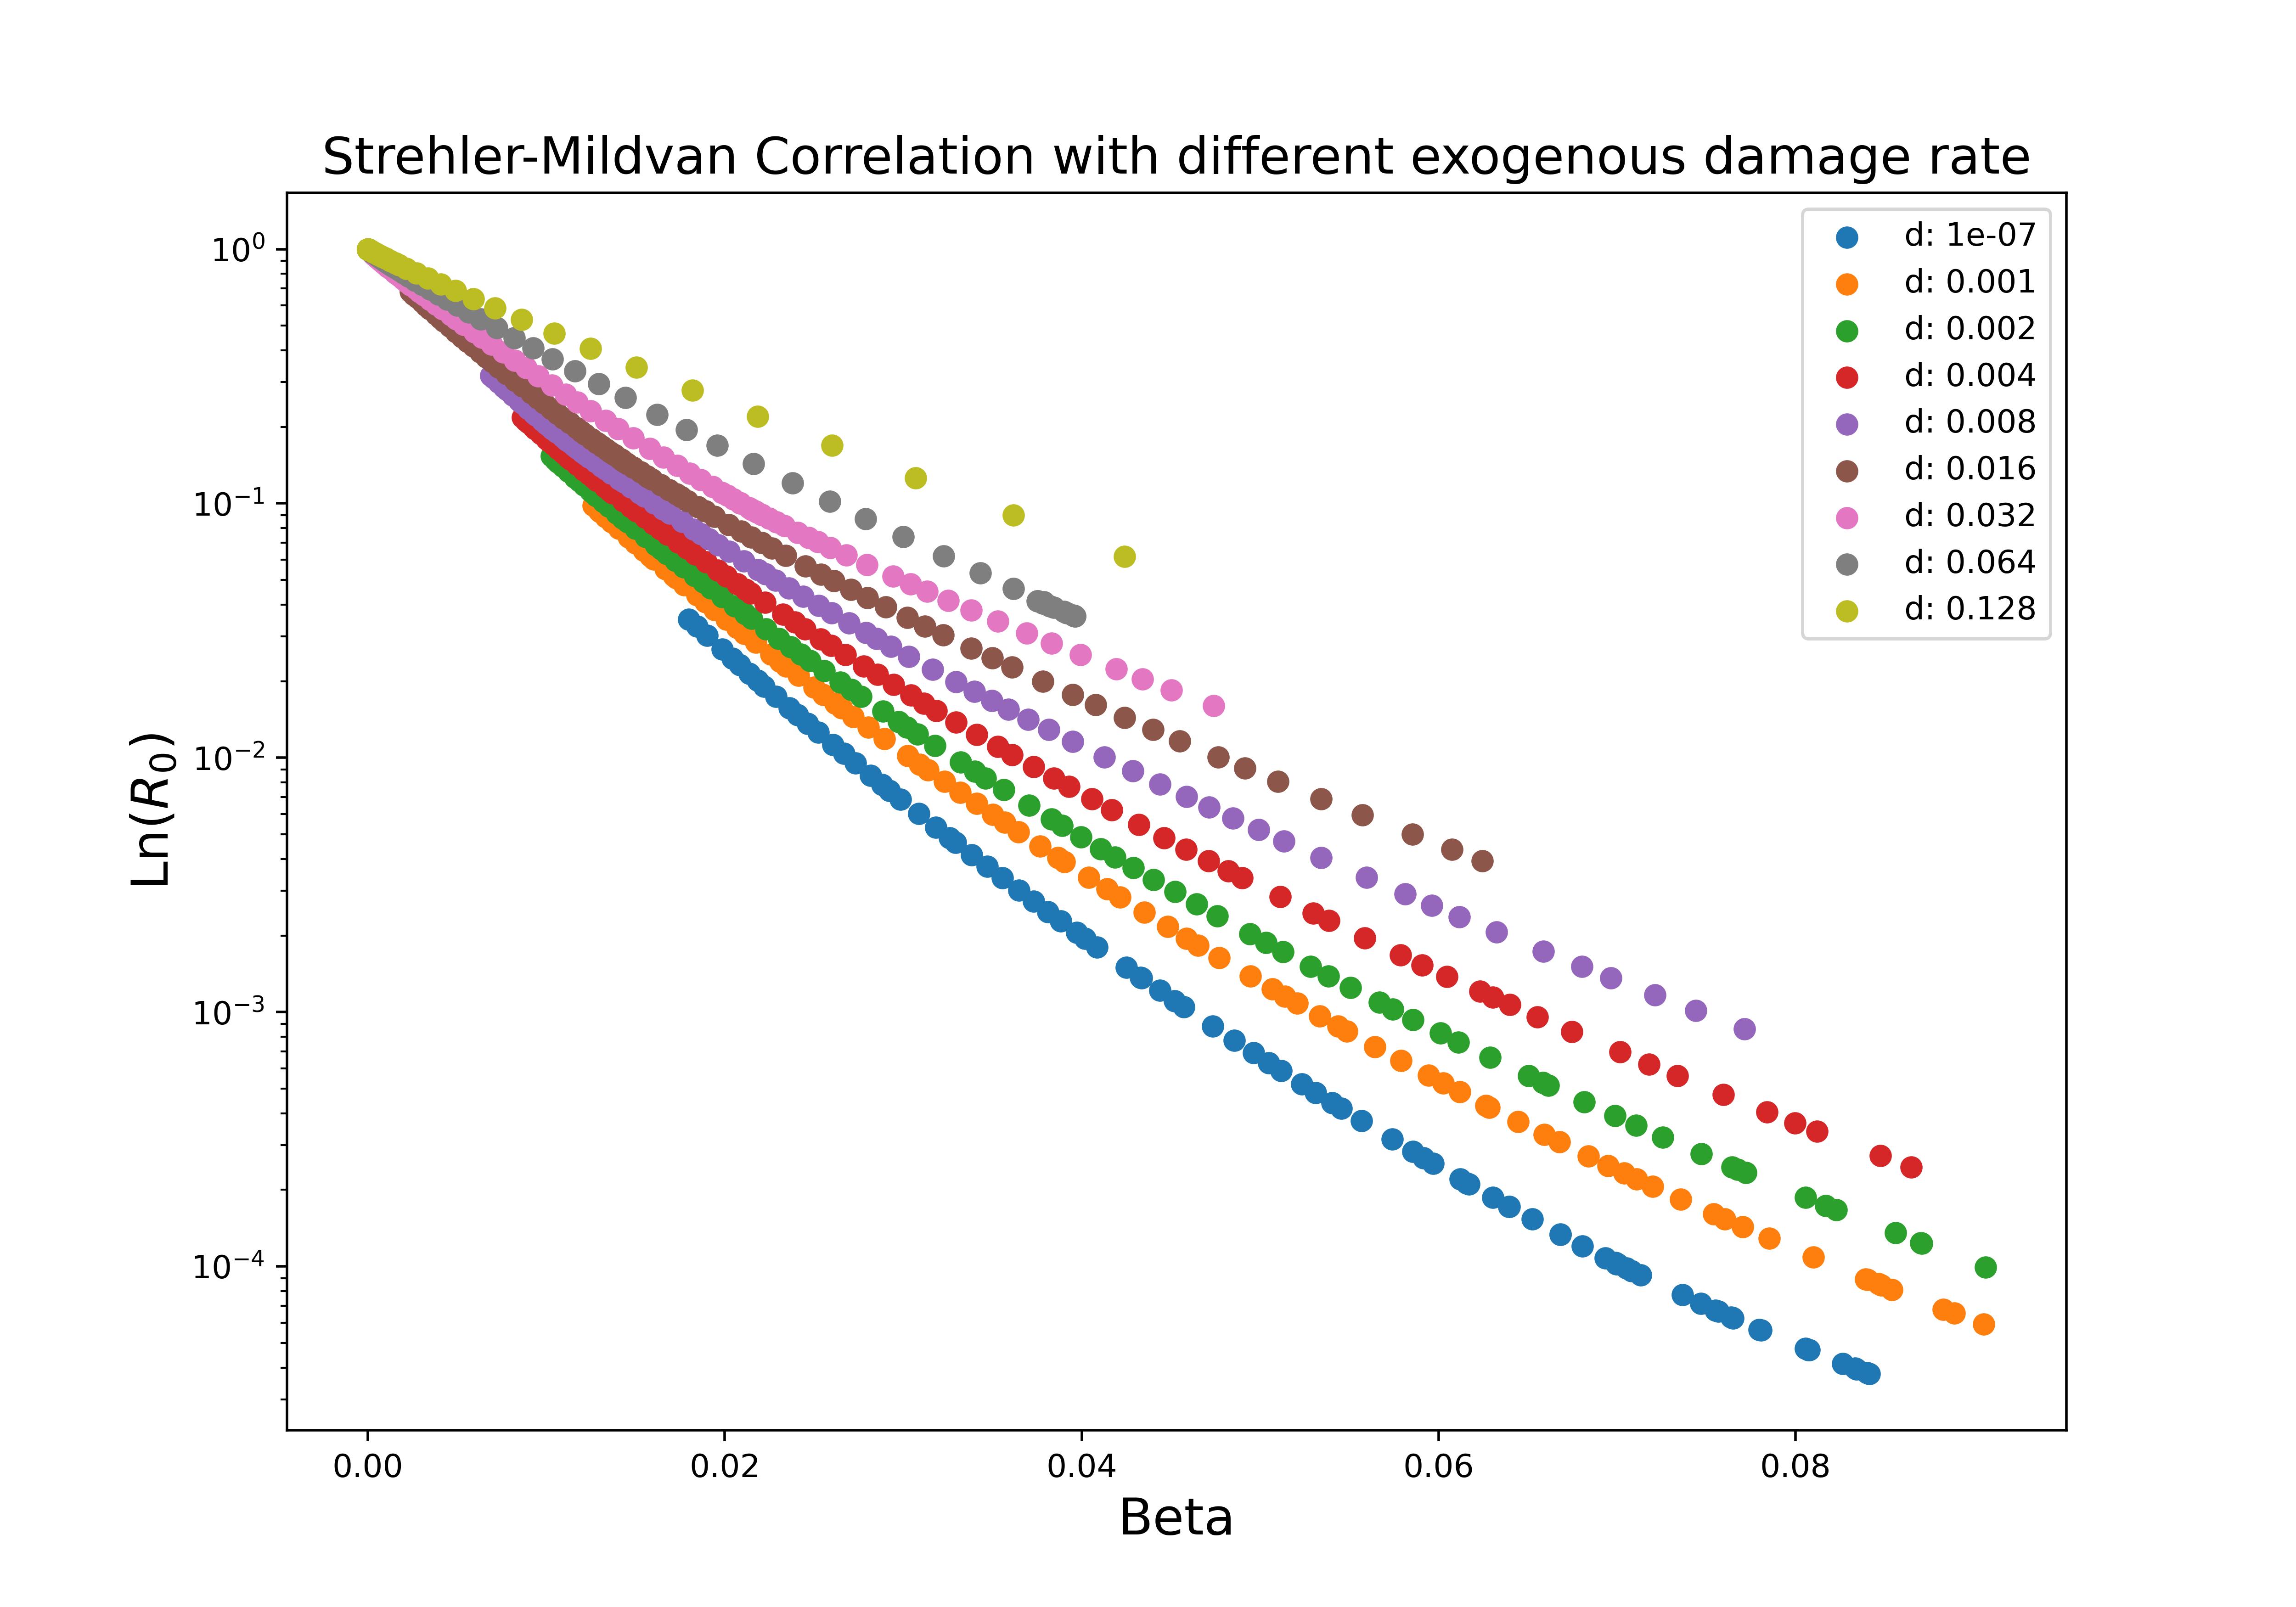 Strehler-Mildvan Correlation with different exogenous damage rate
d: 1e-07
d: 0.001
d: 0.002
d: 0.004
d: 0.008
d: 0.016
d: 0.032
d: 0.064
d: 0.128
10⁰
10⁻¹
10⁻²
10⁻³
10⁻⁴
Ln(R₀)
0.00 0.02 0.04 0.06 0.08
Beta